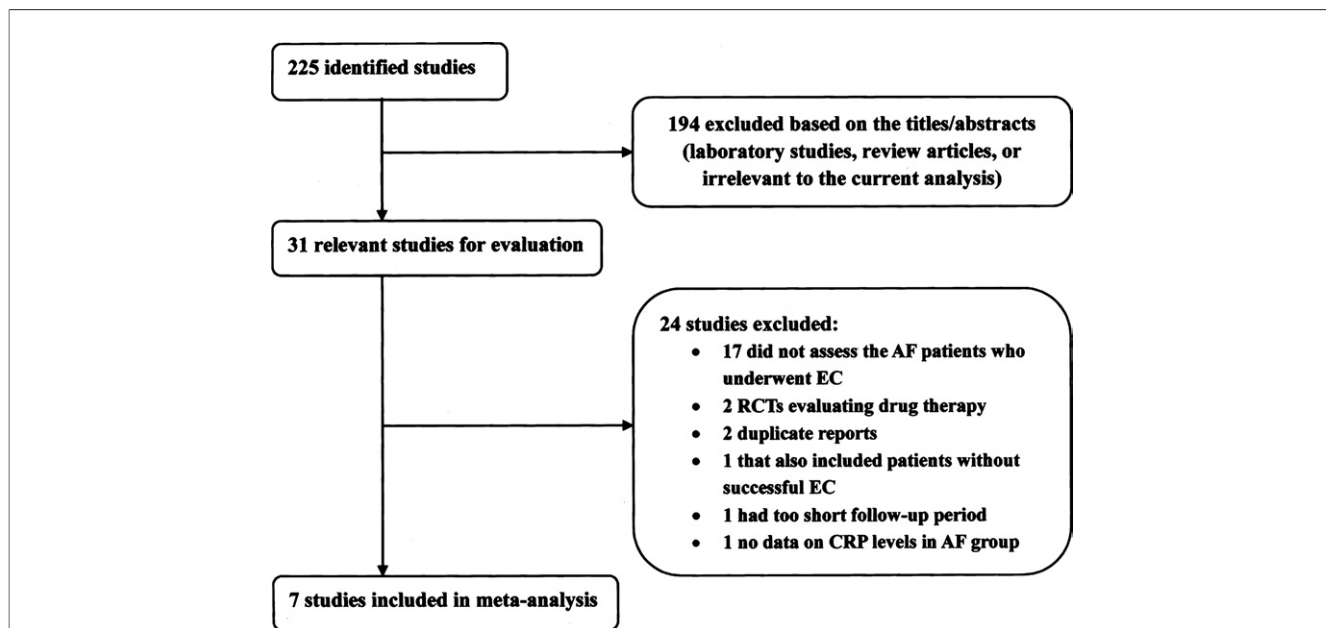 225 identified studies
194 excluded based on the titles/abstracts
(laboratory studies, review articles, or
irrelevant to the current analysis)
31 relevant studies for evaluation
24 studies excluded:
• 17 did not assess the AF patients who
underwent EC
• 2 RCTs evaluating drug therapy
• 2 duplicate reports
• 1 that also included patients without
successful EC
• 1 had too short follow-up period
• 1 no data on CRP levels in AF group
7 studies included in meta-analysis